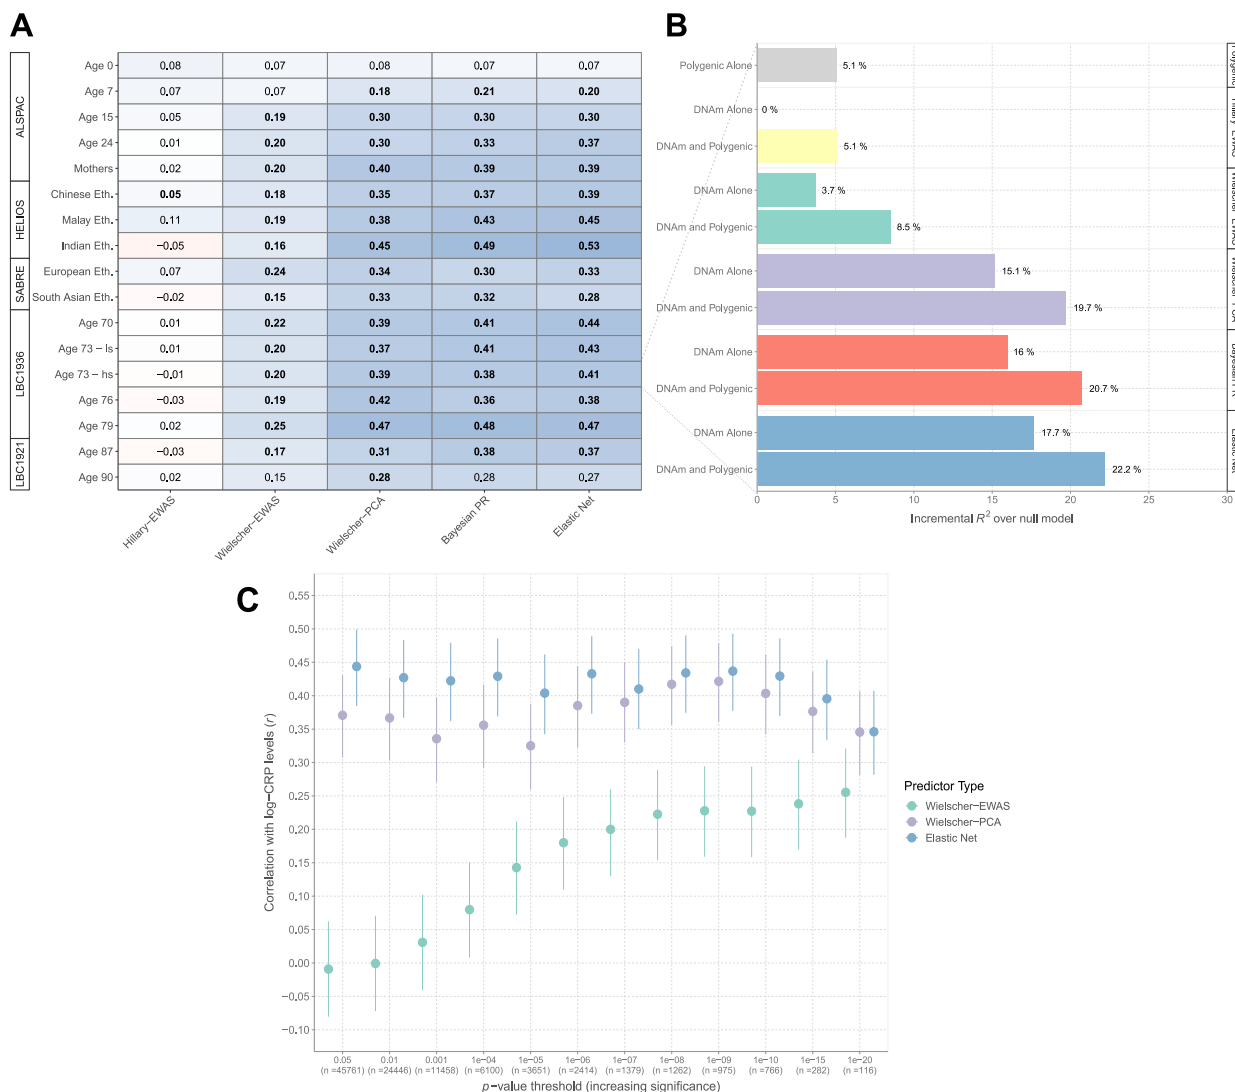 A
ALSPAC
Age 0 0.08 0.07 0.08 0.07 0.07
Age 7 0.07 0.07 0.18 0.21 0.20
Age 15 0.05 0.19 0.30 0.30 0.30
Age 24 0.01 0.20 0.30 0.33 0.37
Mothers 0.02 0.20 0.40 0.39 0.39
HELIOS
Chinese Eth. 0.05 0.18 0.35 0.37 0.39
Malay Eth. 0.11 0.19 0.38 0.43 0.45
Indian Eth. −0.05 0.16 0.45 0.49 0.53
SABRE
European Eth. 0.07 0.24 0.34 0.30 0.33
South Asian Eth. −0.02 0.15 0.33 0.32 0.28
LBC1936
Age 70 0.01 0.22 0.39 0.41 0.44
Age 73 − ls 0.01 0.20 0.37 0.41 0.43
Age 73 − hs −0.01 0.20 0.39 0.38 0.41
Age 76 −0.03 0.19 0.42 0.36 0.38
Age 79 0.02 0.25 0.47 0.48 0.47
LBC1921
Age 87 −0.03 0.17 0.31 0.38 0.37
Age 90 0.02 0.15 0.28 0.28 0.27
Hillary−EWAS
Wielscher−EWAS
Wielscher−PCA
Bayesian PR
Elastic Net
B
Polygenic Alone 5.1 %
DNAm Alone 0 %
DNAm and Polygenic 5.1 %
DNAm Alone 3.7 %
DNAm and Polygenic 8.5 %
DNAm Alone 15.1 %
DNAm and Polygenic 19.7 %
DNAm Alone 16 %
DNAm and Polygenic 20.7 %
DNAm Alone 17.7 %
DNAm and Polygenic 22.2 %
0 5 10 15 20 25 30
Incremental R² over null model
C
Correlation with log−CRP levels (r)
0.55
0.50
0.45
0.40
0.35
0.30
0.25
0.20
0.15
0.10
0.05
0.00
−0.05
−0.10
0.05 0.01 0.001 1e−04 1e−05 1e−06 1e−07 1e−08 1e−09 1e−10 1e−15 1e−20
(n =45761) (n =24446) (n =11458) (n =6100) (n =3651) (n =2414) (n =1379) (n =1262) (n =975) (n =766) (n =282) (n =116)
p−value threshold (increasing significance)
Predictor Type
Wielscher−EWAS
Wielscher−PCA
Elastic Net